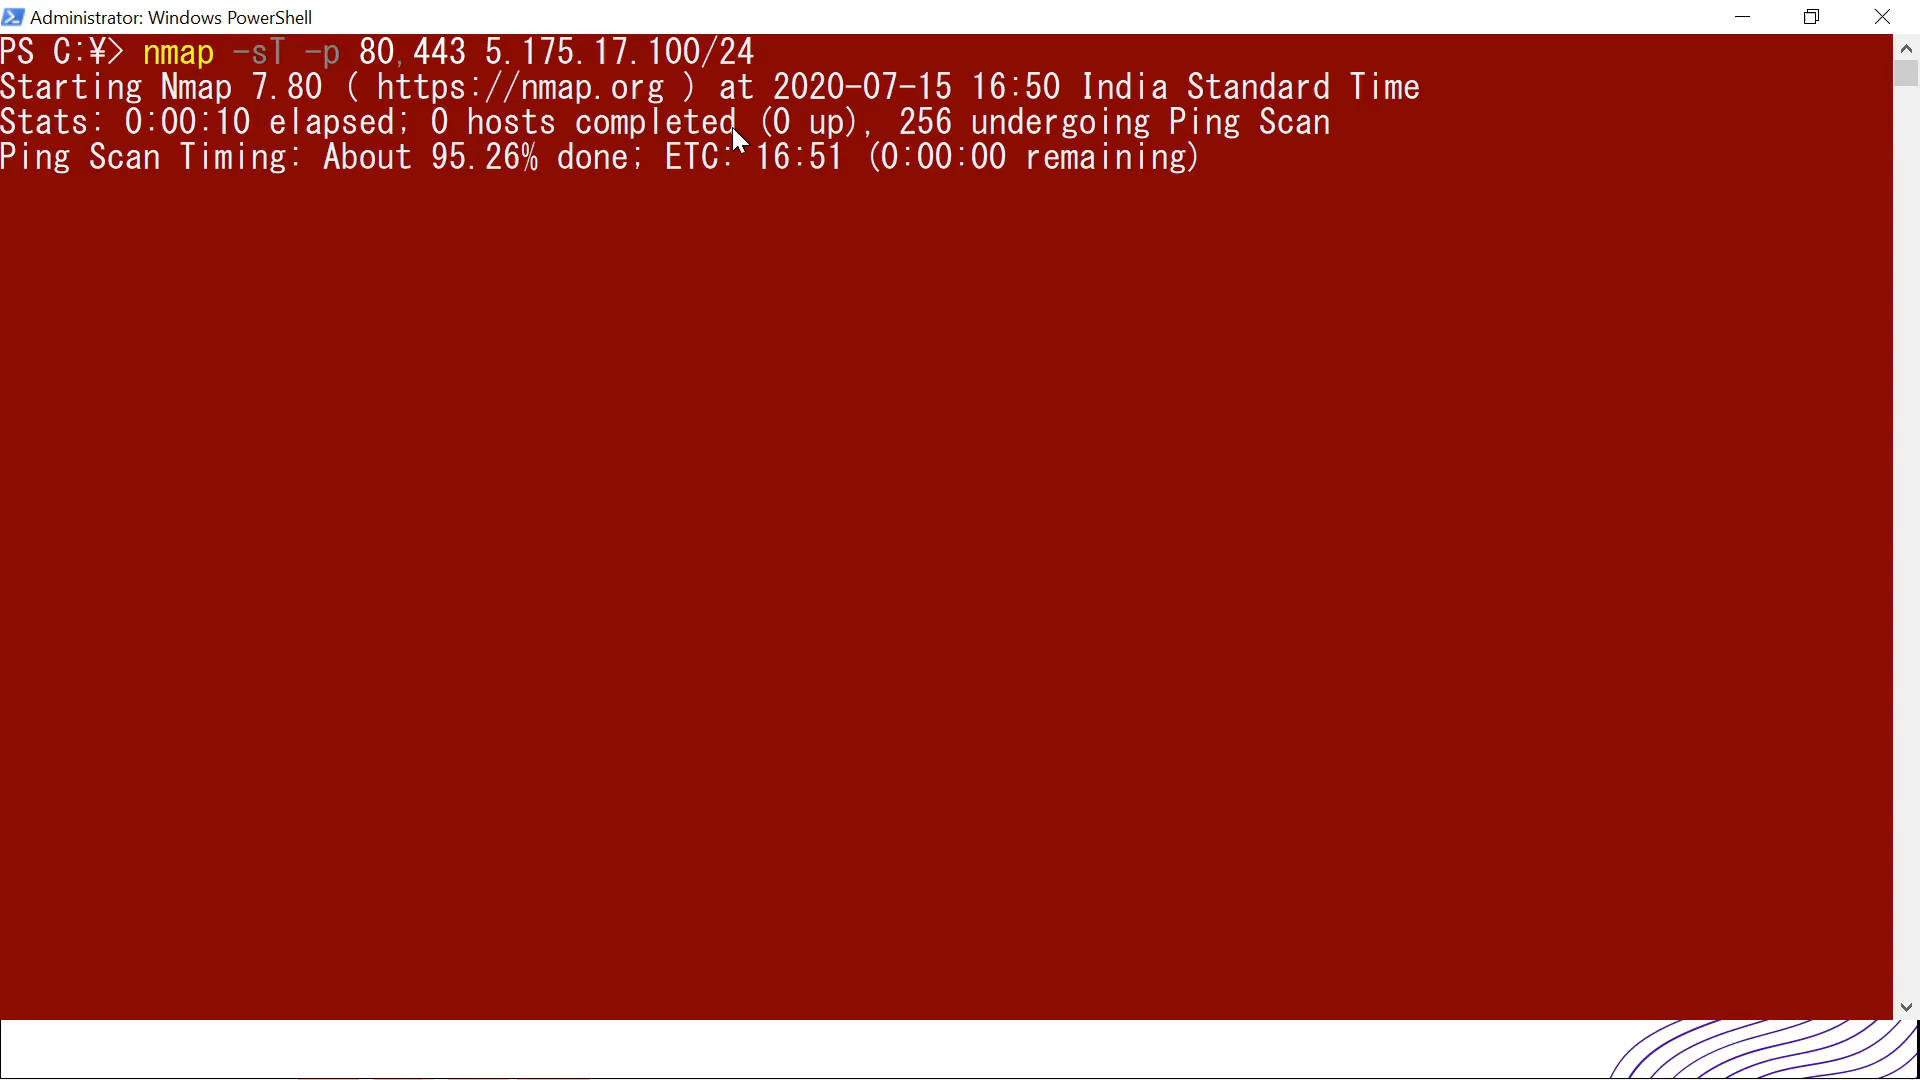 Administrator: Windows PowerShell
PS C:¥> nmap -sT -p 80,443 5.175.17.100/24
Starting Nmap 7.80 ( https://nmap.org ) at 2020-07-15 16:50 India Standard Time
Stats: 0:00:10 elapsed; 0 hosts completed (0 up), 256 undergoing Ping Scan
Ping Scan Timing: About 95.26% done; ETC: 16:51 (0:00:00 remaining)